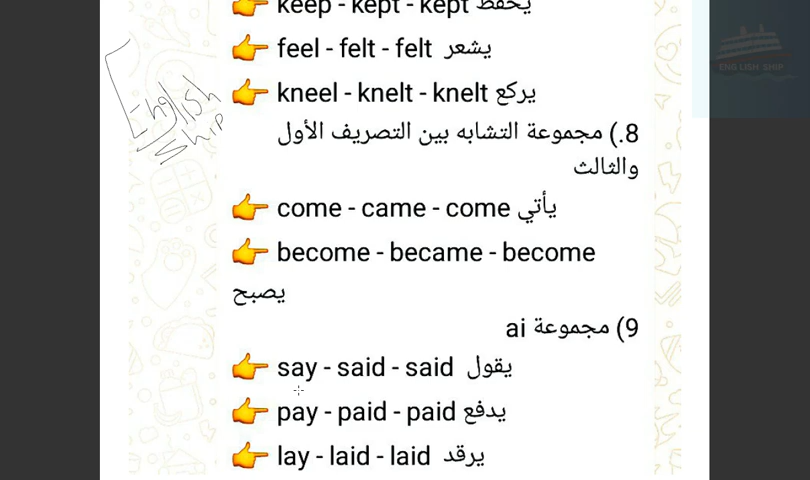 keep - kept - kept يحفظ
feel - felt - felt يشعر
kneel - knelt - knelt يركع
8.) مجموعة التشابه بين التصريف الأول
والثالث
come - came - come يأتي
become - became - become
يصبح
9) مجموعة ai
say - said - said يقول
pay - paid - paid يدفع
lay - laid - laid يرقد
English
Ship
ENGLISH SHIP